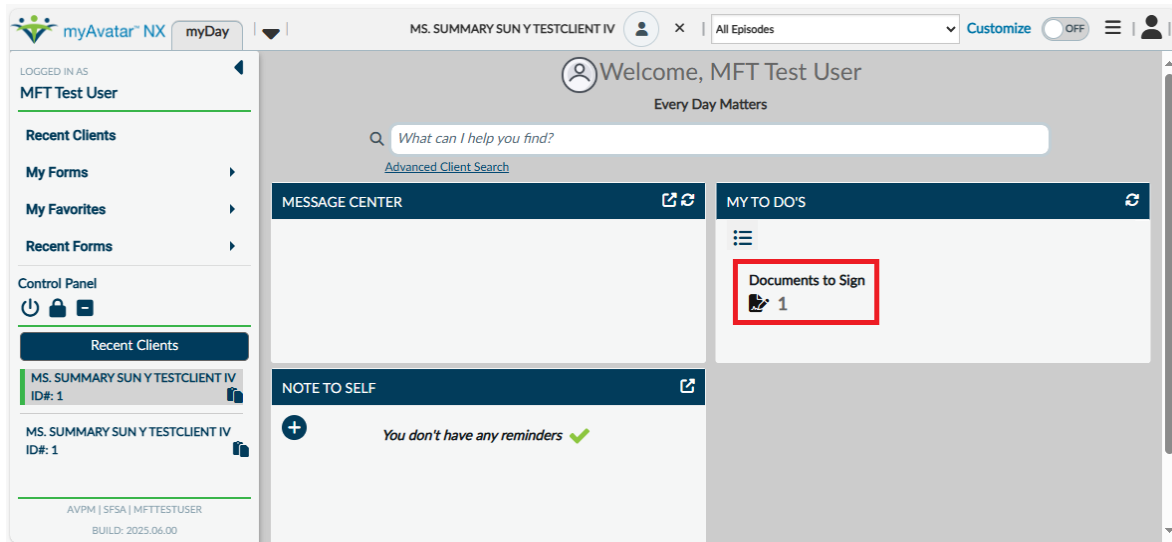 myAvatar™ NX
myDay
MS. SUMMARY SUN Y TESTCLIENT IV
All Episodes
Customize
OFF
LOGGED IN AS
MFT Test User
Recent Clients
My Forms
My Favorites
Recent Forms
Control Panel
Recent Clients
MS. SUMMARY SUN Y TESTCLIENT IV
ID#: 1
MS. SUMMARY SUN Y TESTCLIENT IV
ID#: 1
AVPM | SFSA | MFTTESTUSER
BUILD: 2025.06.00
Welcome, MFT Test User
Every Day Matters
What can I help you find?
Advanced Client Search
MESSAGE CENTER
MY TO DO'S
Documents to Sign
1
NOTE TO SELF
You don't have any reminders